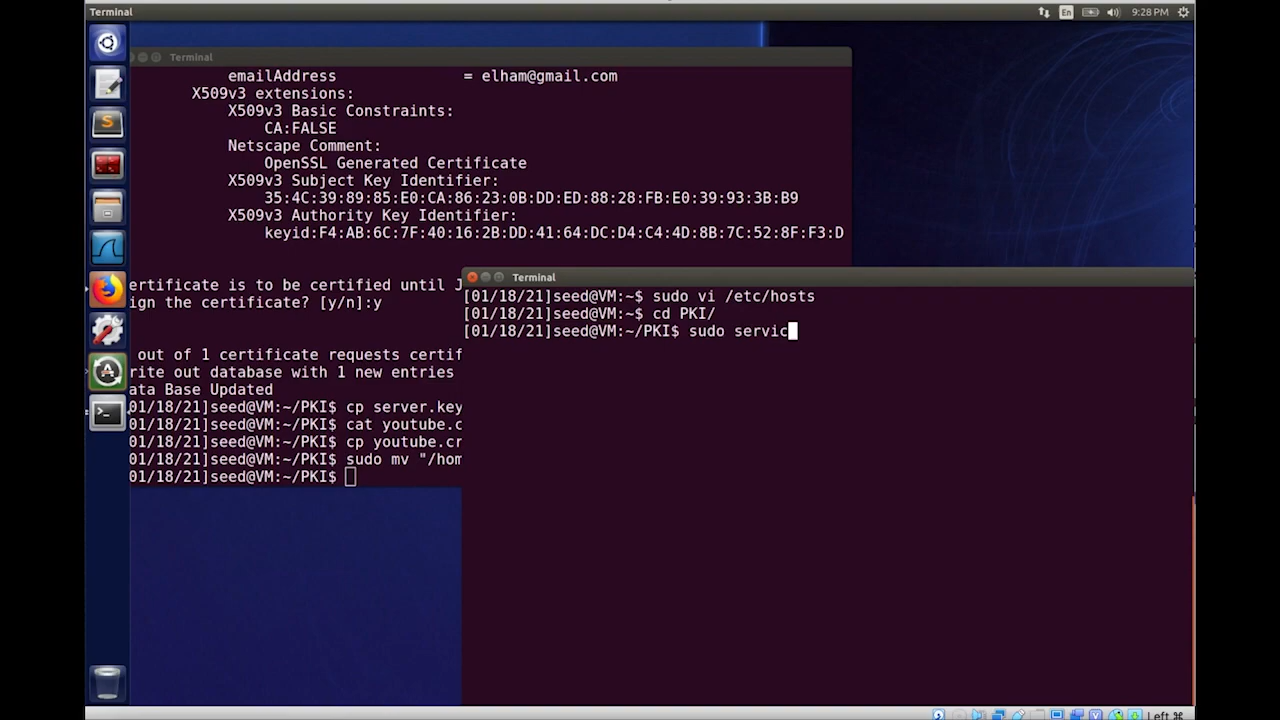 Terminal
En
9:28 PM
Terminal
emailAddress = elham@gmail.com
X509v3 extensions:
X509v3 Basic Constraints:
CA:FALSE
Netscape Comment:
OpenSSL Generated Certificate
X509v3 Subject Key Identifier:
35:4C:39:89:85:E0:CA:86:23:0B:DD:ED:88:28:FB:E0:39:93:3B:B9
X509v3 Authority Key Identifier:
keyid:F4:AB:6C:7F:40:16:2B:DD:41:64:DC:D4:C4:4D:8B:7C:52:8F:F3:D
ertificate is to be certified until J
ign the certificate? [y/n]:y
out of 1 certificate requests certif
rite out database with 1 new entries
ata Base Updated
01/18/21]seed@VM:~/PKI$ cp server.key
01/18/21]seed@VM:~/PKI$ cat youtube.c
01/18/21]seed@VM:~/PKI$ cp youtube.cr
01/18/21]seed@VM:~/PKI$ sudo mv "/hom
01/18/21]seed@VM:~/PKI$
Terminal
[01/18/21]seed@VM:~$ sudo vi /etc/hosts
[01/18/21]seed@VM:~$ cd PKI/
[01/18/21]seed@VM:~/PKI$ sudo servic
Left ⌘